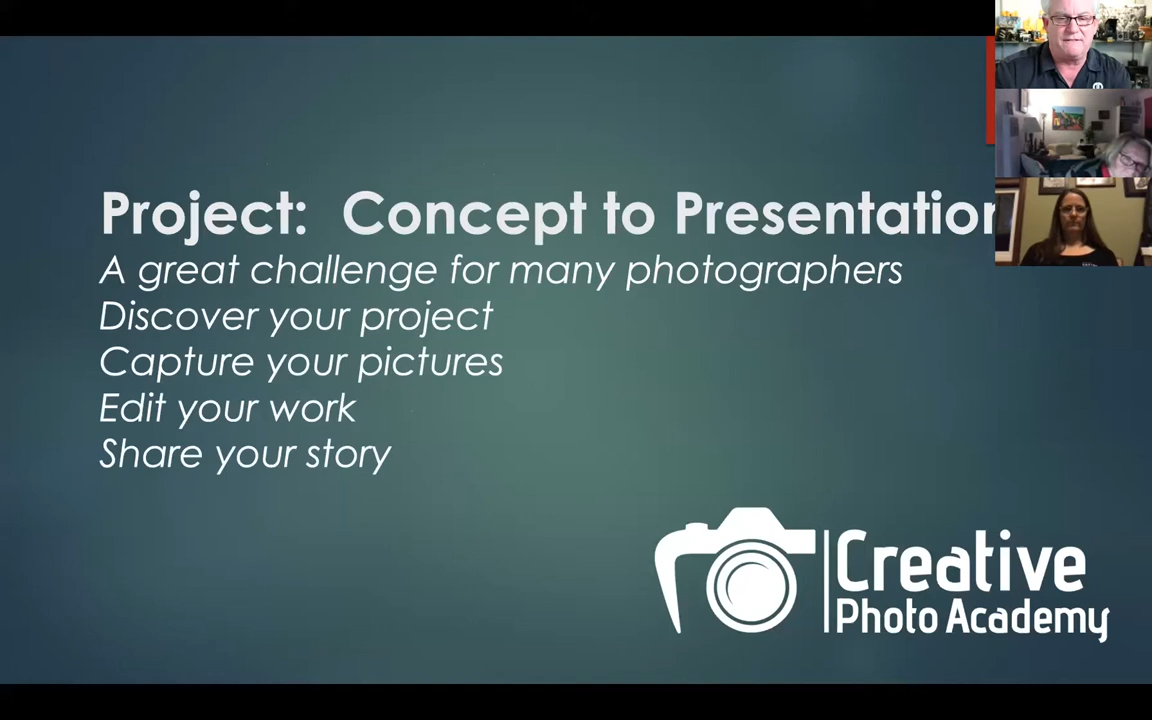 Project: Concept to Presentation
A great challenge for many photographers
Discover your project
Capture your pictures
Edit your work
Share your story
Creative
Photo Academy